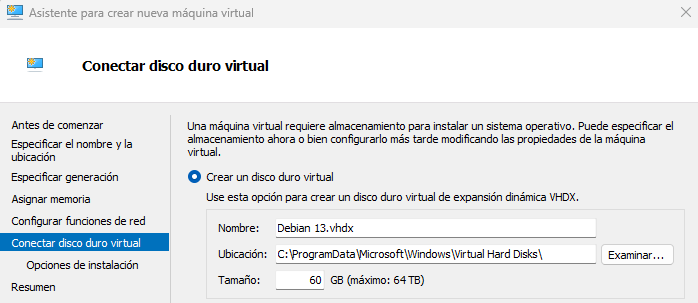 Asistente para crear nueva máquina virtual
Conectar disco duro virtual
Antes de comenzar
Especificar el nombre y la
ubicación
Especificar generación
Asignar memoria
Configurar funciones de red
Conectar disco duro virtual
Opciones de instalación
Resumen
Una máquina virtual requiere almacenamiento para instalar un sistema operativo. Puede especificar el
almacenamiento ahora o bien configurarlo más tarde modificando las propiedades de la máquina
virtual.
Crear un disco duro virtual
Use esta opción para crear un disco duro virtual de expansión dinámica VHDX.
Nombre: Debian 13.vhdx
Ubicación: C:\ProgramData\Microsoft\Windows\Virtual Hard Disks\ Examinar...
Tamaño: 60 GB (máximo: 64 TB)